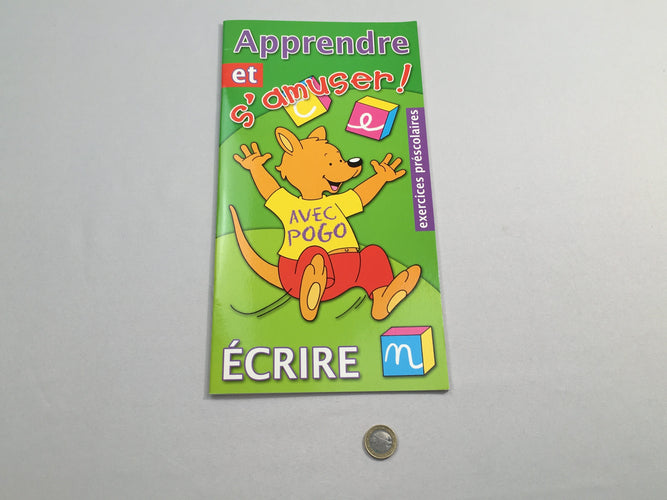 Apprendre
et
s'amuser!
c
e
exercices préscolaires
AVEC
POGO
ÉCRIRE
n